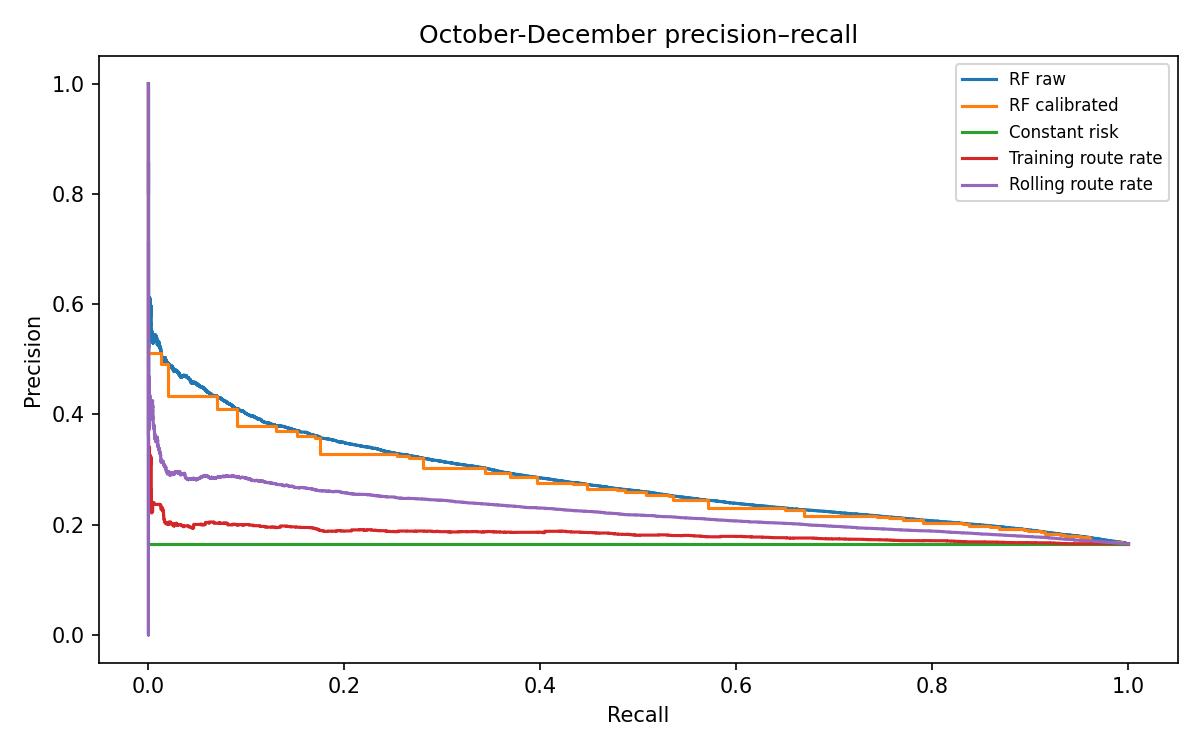 October-December precision–recall
1.0
0.8
0.6
0.4
0.2
0.0
Precision
0.0 0.2 0.4 0.6 0.8 1.0
Recall
RF raw
RF calibrated
Constant risk
Training route rate
Rolling route rate